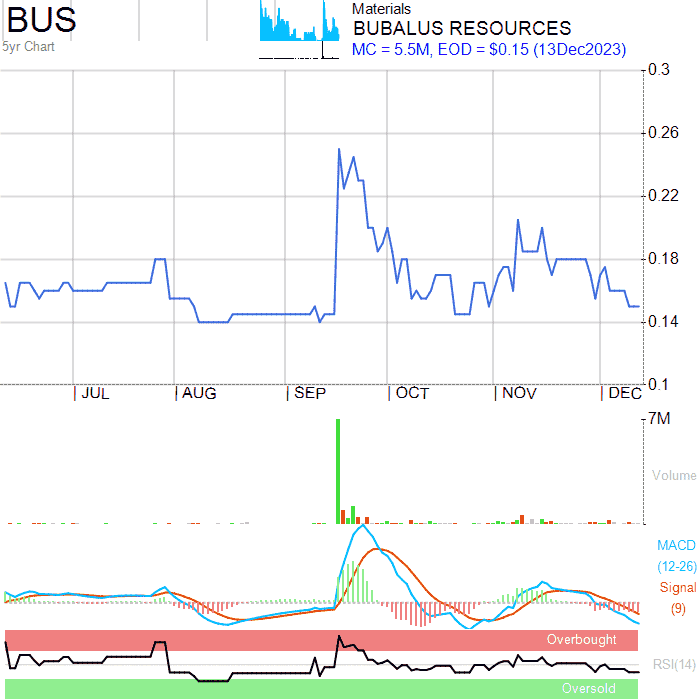 BUS
5yr Chart
Materials
BUBALUS RESOURCES
MC = 5.5M, EOD = $0.15 (13Dec2023)
0.3
0.26
0.22
0.18
0.14
0.1
JUL AUG SEP OCT NOV DEC
7M
Volume
MACD
(12-26)
Signal
(9)
Overbought
RSI(14)
Oversold